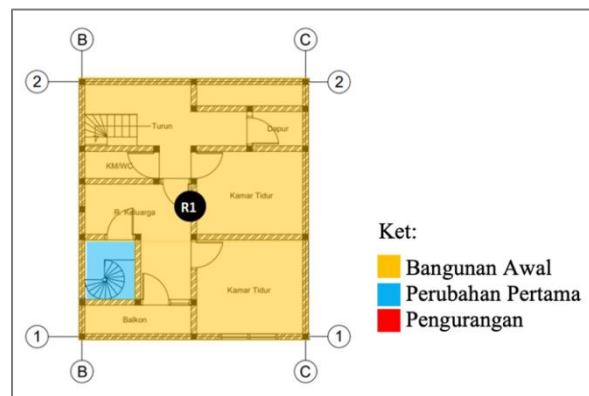 B
C
2
2
Turun
Dapur
KM/WC
Kamar Tidur
R. Keluarga
R1
Kamar Tidur
Balkon
1
1
B
C
Ket:
Bangunan Awal
Perubahan Pertama
Pengurangan